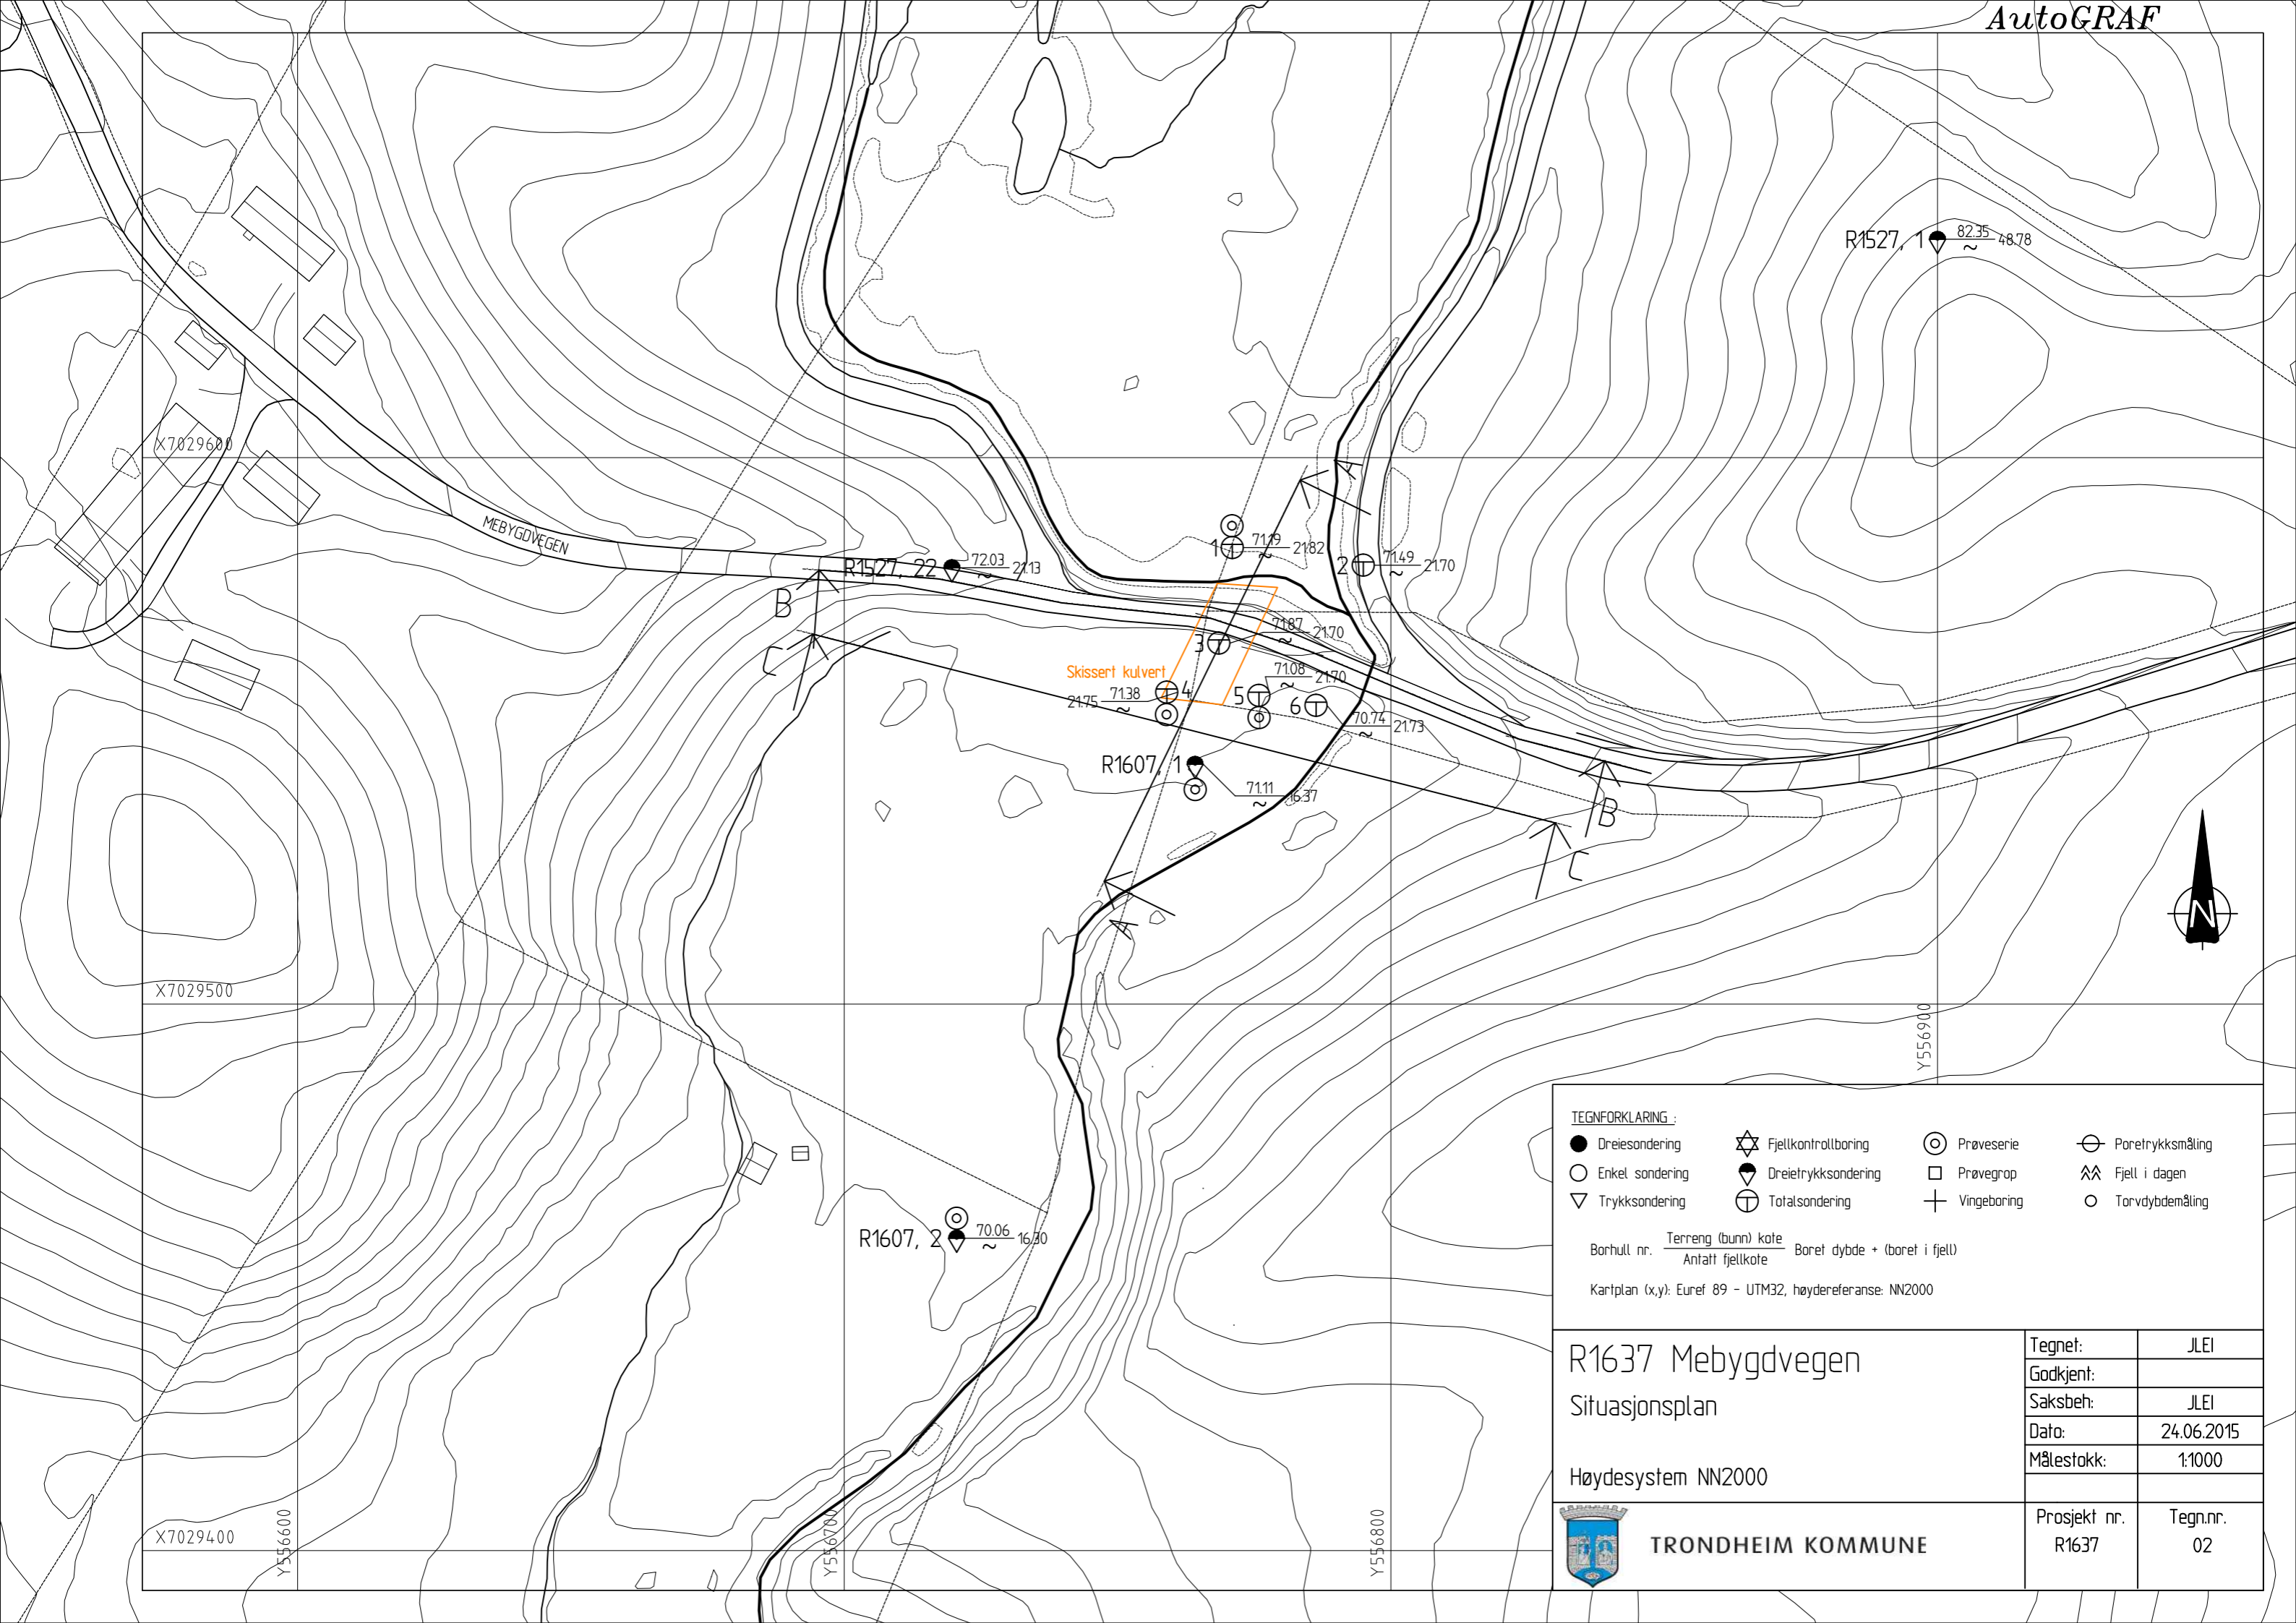 AutoGRAF
R1527, 1 82.35 48.78
~
X7029600
MEBYGDVEGEN
A
1 71.19 21.82
~
2 71.49 21.70
~
R1527, 22 72.03 21.13
~
B
C
3 71.87 21.70
~
Skissert kulvert
4 71.38 21.75
~
5 71.08 21.70
~
6 70.74 21.73
~
R1607, 1 71.11 16.37
~
B
C
A
N
X7029500
Y556900
R1607, 2 70.06 16.30
~
X7029400
Y556600
Y556700
Y556800
TEGNFORKLARING :
Dreiesondering Fjellkontrollboring Prøveserie Poretrykksmåling
Enkel sondering Dreietrykksondering Prøvegrop Fjell i dagen
Trykksondering Totalsondering Vingeboring Torvdybdemåling
Terreng (bunn) kote
Borhull nr. Boret dybde + (boret i fjell)
Antatt fjellkote
Kartplan (x,y): Euref 89 - UTM32, høydereferanse: NN2000
R1637 Mebygdvegen
Situasjonsplan
Høydesystem NN2000
Tegnet: JLEI
Godkjent:
Saksbeh: JLEI
Dato: 24.06.2015
Målestokk: 1:1000
TRONDHEIM KOMMUNE
Prosjekt nr. Tegn.nr.
R1637 02